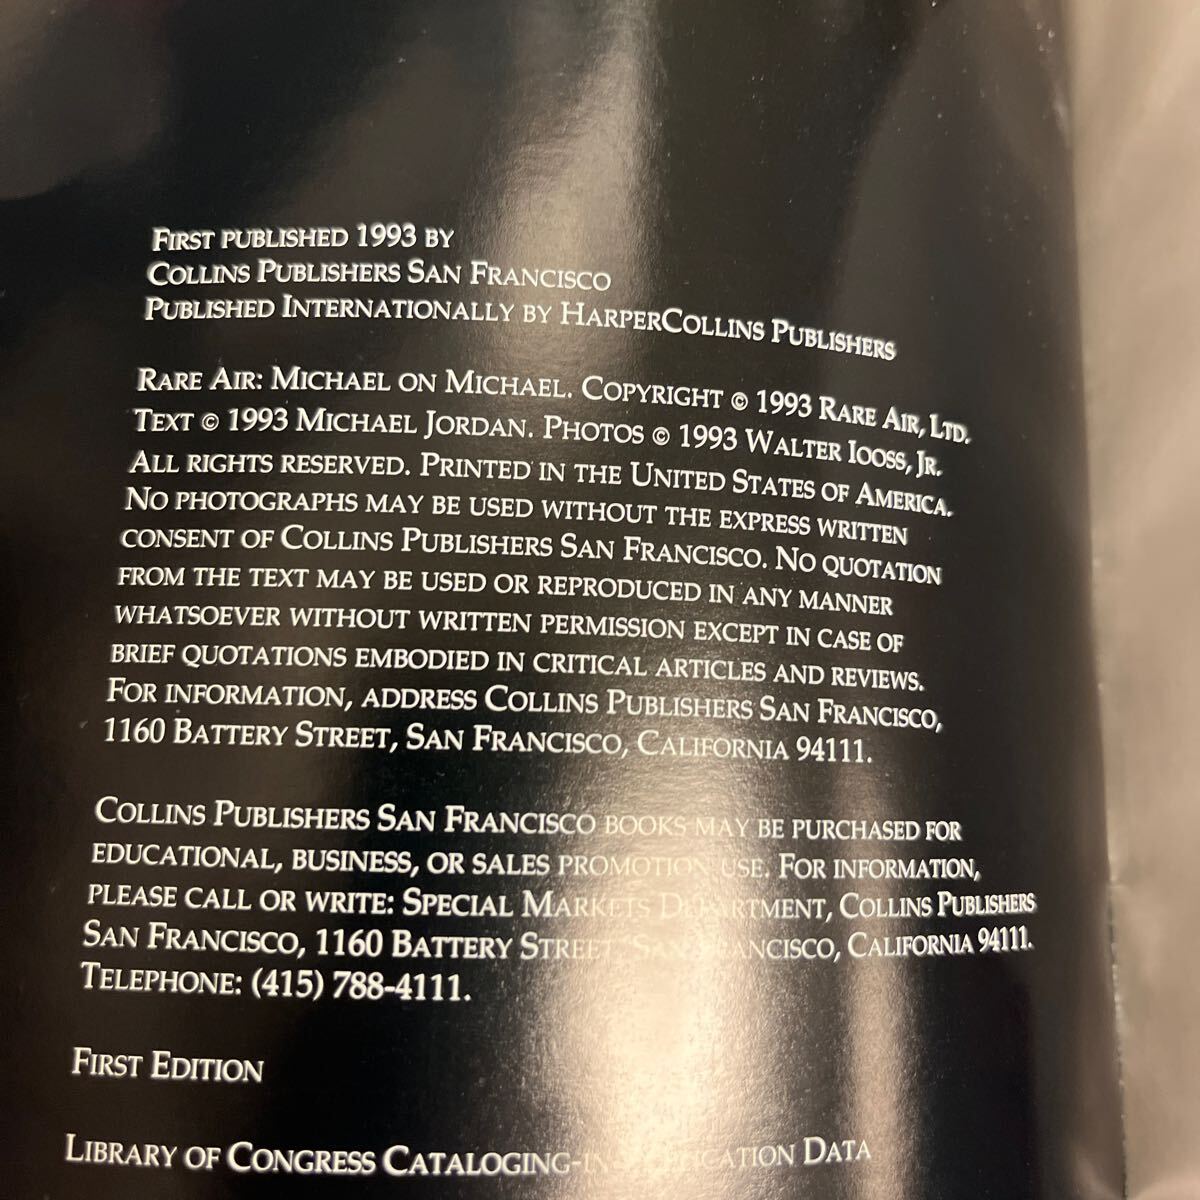 First published 1993 by
Collins Publishers San Francisco
Published Internationally by HarperCollins Publishers
Rare Air: Michael on Michael. Copyright © 1993 Rare Air, Ltd.
Text © 1993 Michael Jordan. Photos © 1993 Walter Iooss, Jr.
All rights reserved. Printed in the United States of America.
No photographs may be used without the express written
consent of Collins Publishers San Francisco. No quotation
from the text may be used or reproduced in any manner
whatsoever without written permission except in case of
brief quotations embodied in critical articles and reviews.
For information, address Collins Publishers San Francisco,
1160 Battery Street, San Francisco, California 94111.
Collins Publishers San Francisco books may be purchased for
educational, business, or sales promotion use. For information,
please call or write: Special Markets Department, Collins Publishers
San Francisco, 1160 Battery Street, San Francisco, California 94111.
Telephone: (415) 788-4111.
First Edition
Library of Congress Cataloging-in-Publication Data